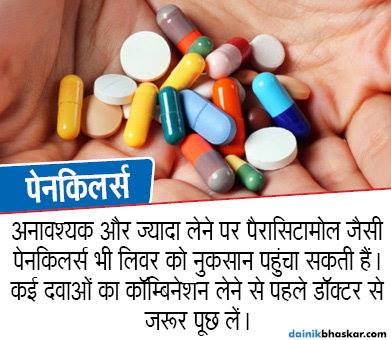 पेनकिलर्स
अनावश्यक और ज्यादा लेने पर पैरासिटामोल जैसी
पेनकिलर्स भी लिवर को नुकसान पहुंचा सकती हैं।
कई दवाओं का कॉम्बिनेशन लेने से पहले डॉक्टर से
जरूर पूछ लें।
dainikbhaskar.com